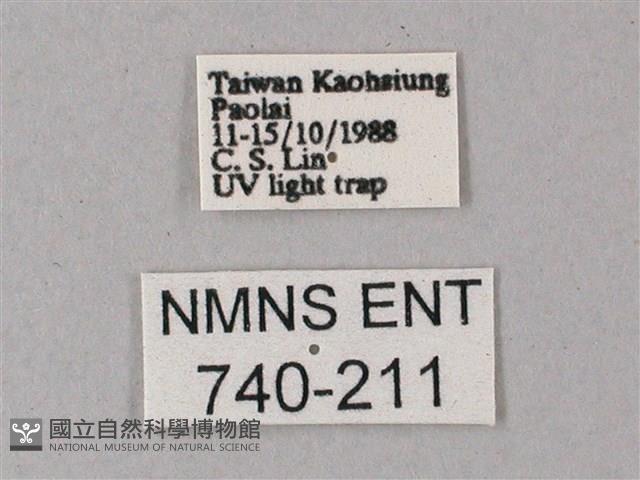 Taiwan Kaohsiung
Paolai
11-15/10/1988
C. S. Lin
UV light trap
NMNS ENT
740-211
國立自然科學博物館
NATIONAL MUSEUM OF NATURAL SCIENCE